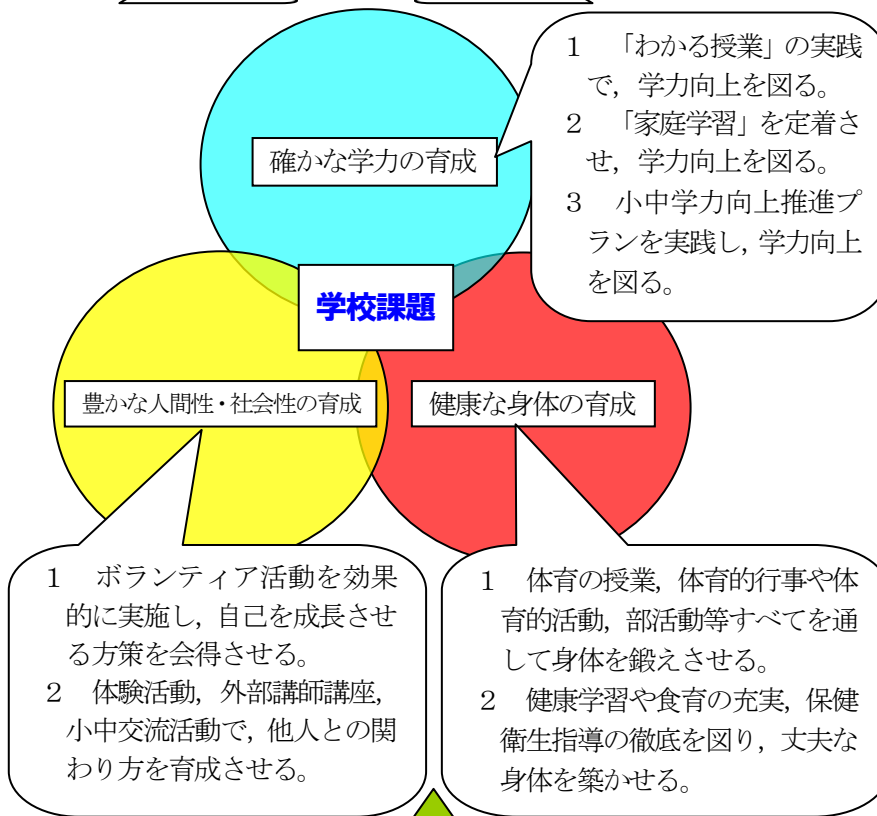 1 「わかる授業」の実践
で，学力向上を図る。
2 「家庭学習」を定着さ
せ，学力向上を図る。
3 小中学力向上推進プ
ランを実践し，学力向上
を図る。
確かな学力の育成
学校課題
豊かな人間性・社会性の育成
健康な身体の育成
1 ボランティア活動を効果
的に実施し，自己を成長させ
る方策を会得させる。
2 体験活動，外部講師講座，
小中交流活動で，他人との関
わり方を育成させる。
1 体育の授業，体育的行事や体
育的活動，部活動等すべてを通
して身体を鍛えさせる。
2 健康学習や食育の充実，保健
衛生指導の徹底を図り，丈夫な
身体を築かせる。